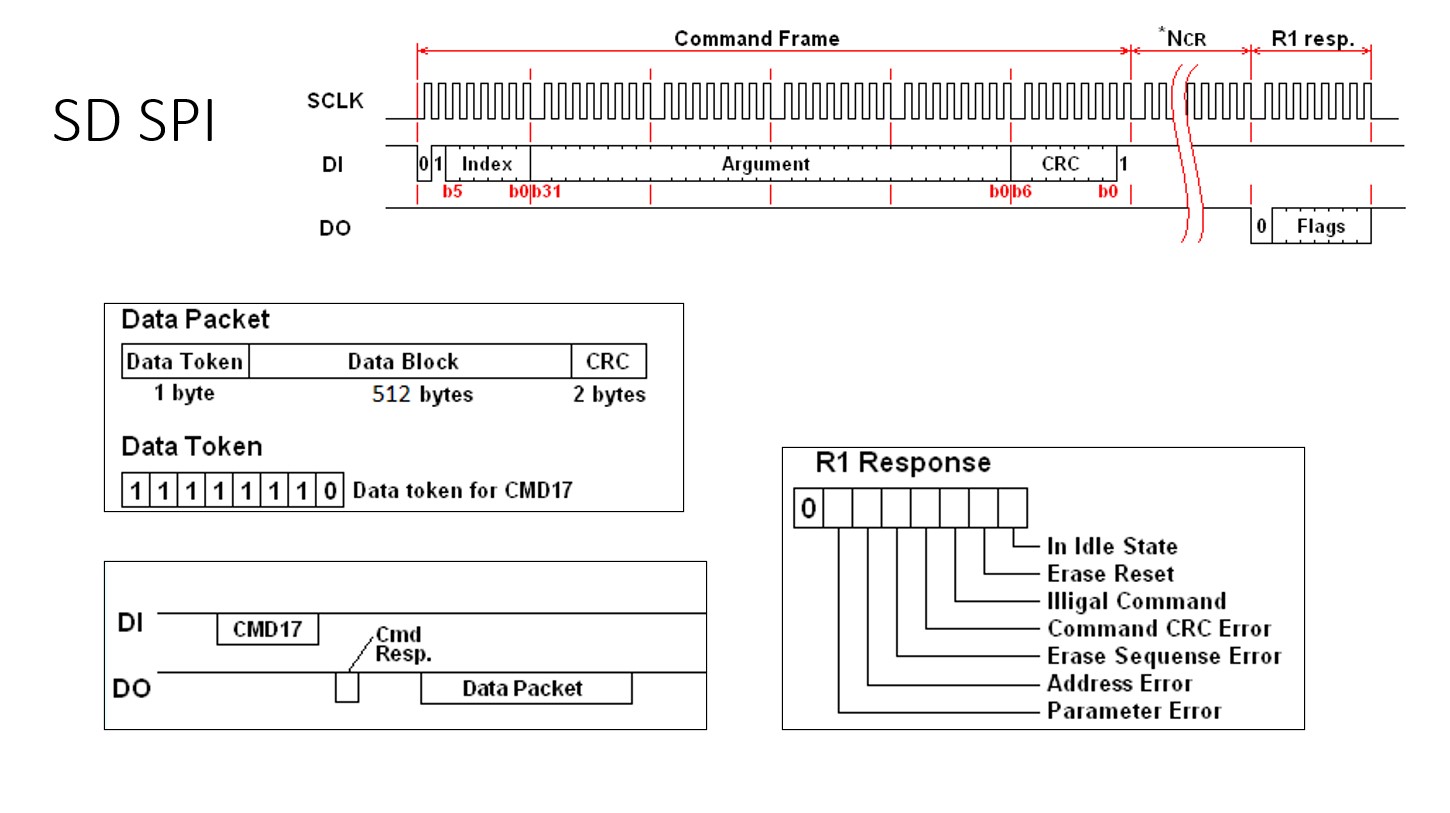 SD SPI
Command Frame *NCR R1 resp.
SCLK
DI 0 1 Index Argument CRC 1
b5 b0 b31 b0 b6 b0
DO 0 Flags
Data Packet
Data Token Data Block CRC
1 byte 512 bytes 2 bytes
Data Token
1 1 1 1 1 1 1 0 Data token for CMD17
DI CMD17
Cmd
Resp.
DO Data Packet
R1 Response
0
In Idle State
Erase Reset
Illigal Command
Command CRC Error
Erase Sequense Error
Address Error
Parameter Error